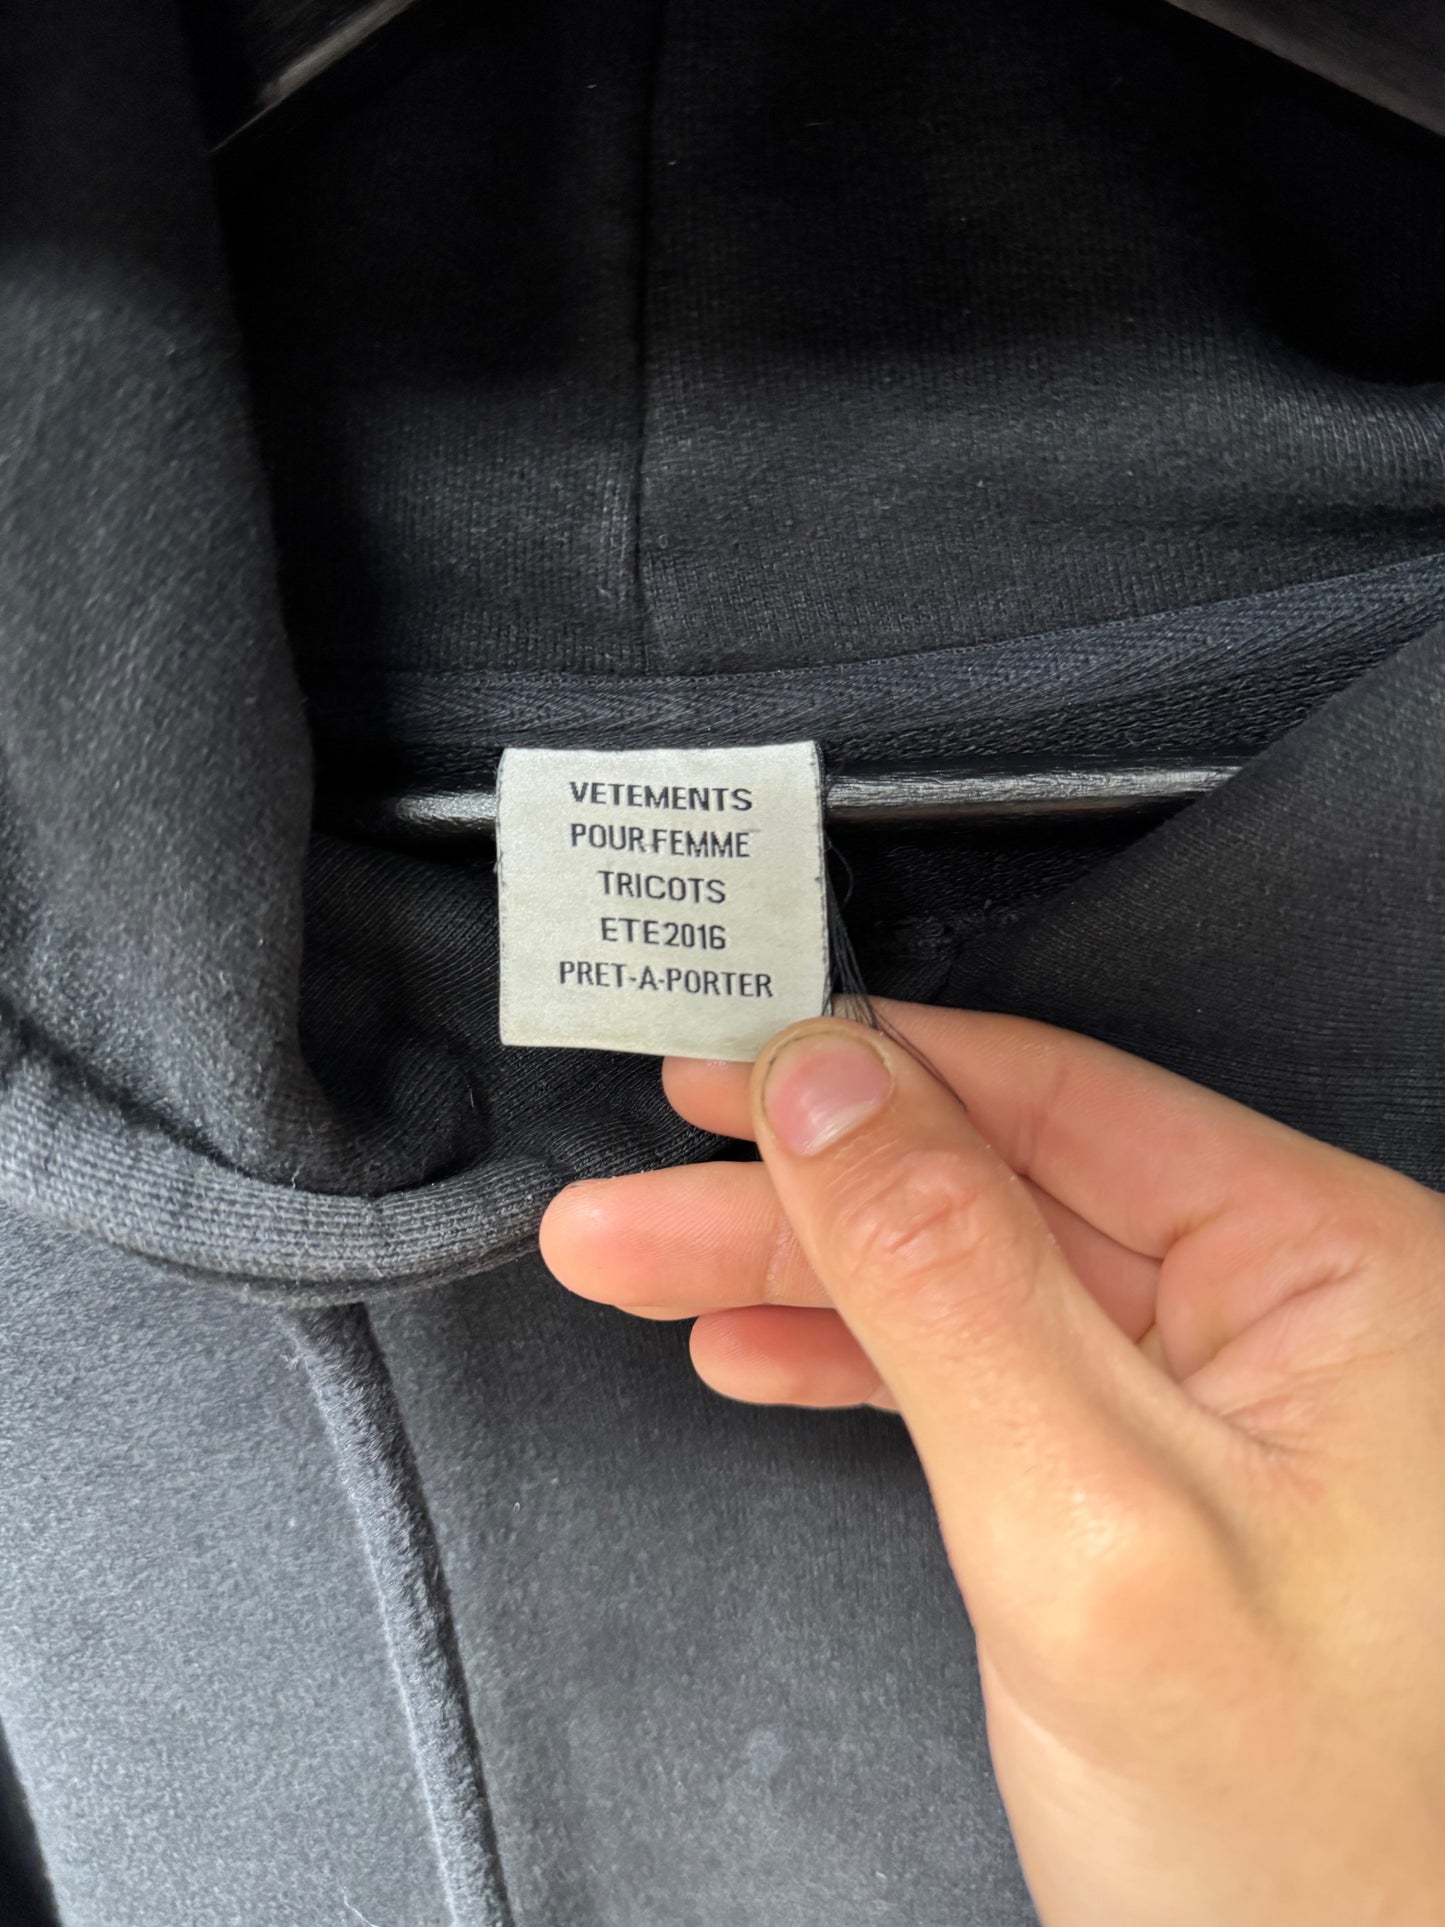 VETEMENTS
POUR FEMME
TRICOTS
ETE 2016
PRET-A-PORTER